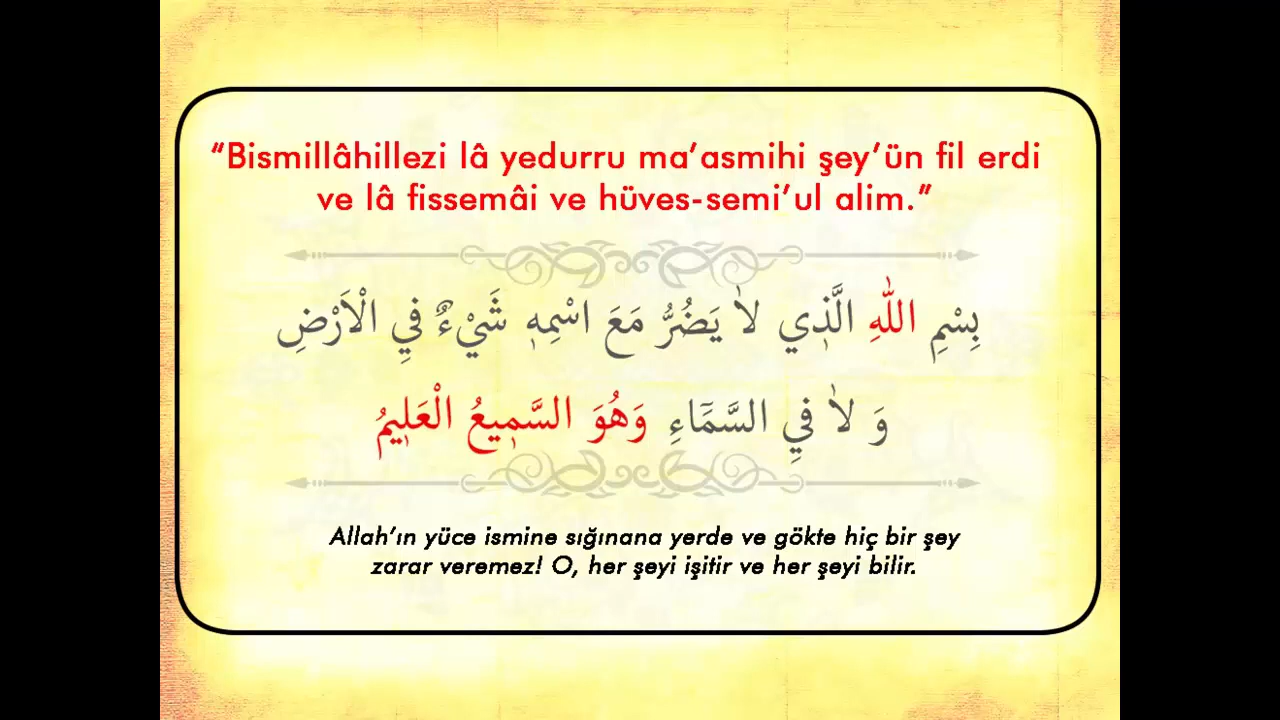 “Bismillâhillezi lâ yedurru ma’asmihi şey’ün fil erdi
ve lâ fissemâi ve hüves-semi’ul alim.”
بِسْمِ اللّٰهِ الَّذ۪ي لاٰ يَضُرُّ مَعَ اسْمِه۪ شَيْءٌ فِي الْاَرْضِ
وَ لاٰ فِي السَّمَٓاءِ وَهُوَ السَّم۪يعُ الْعَل۪يمُ
Allah’ın yüce ismine sığınana yerde ve gökte hiç bir şey
zarar veremez! O, her şeyi işitir ve her şeyi bilir.